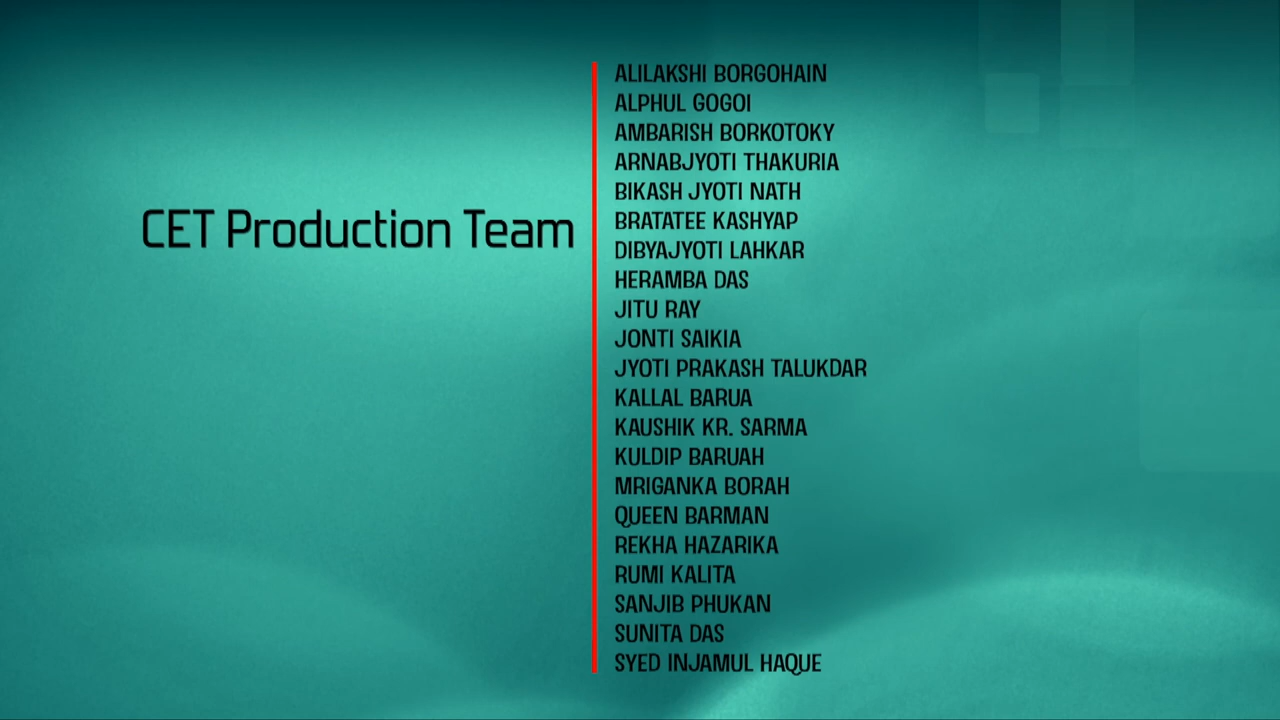 CET Production Team
ALILAKSHI BORGOHAIN
ALPHUL GOGOI
AMBARISH BORKOTOKY
ARNABJYOTI THAKURIA
BIKASH JYOTI NATH
BRATATEE KASHYAP
DIBYAJYOTI LAHKAR
HERAMBA DAS
JITU RAY
JONTI SAIKIA
JYOTI PRAKASH TALUKDAR
KALLAL BARUA
KAUSHIK KR. SARMA
KULDIP BARUAH
MRIGANKA BORAH
QUEEN BARMAN
REKHA HAZARIKA
RUMI KALITA
SANJIB PHUKAN
SUNITA DAS
SYED INJAMUL HAQUE